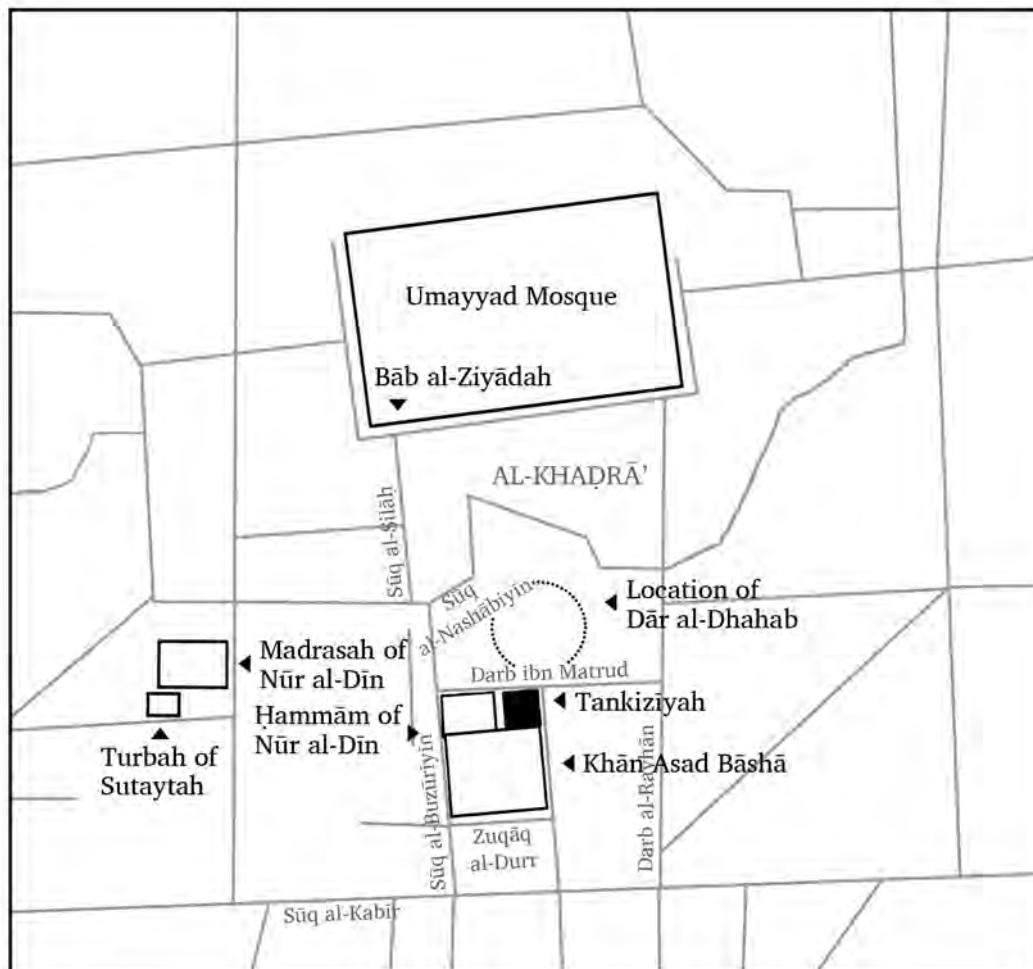 Umayyad Mosque
Bāb al-Ziyādah
AL-KHAḌRĀʾ
Sūq al-Silāḥ
Sūq
al-Nashābiyīn
Location of
Dār al-Dhahab
Madrasah of
Nūr al-Dīn
Darb ibn Matrud
Tankizīyah
Ḥammām of
Nūr al-Dīn
Turbah of
Sutaytah
Khān Asad Bāshā
Sūq al-Buzūriyīn
Darb al-Rayḥān
Zuqāq
al-Durr
Sūq al-Kabīr